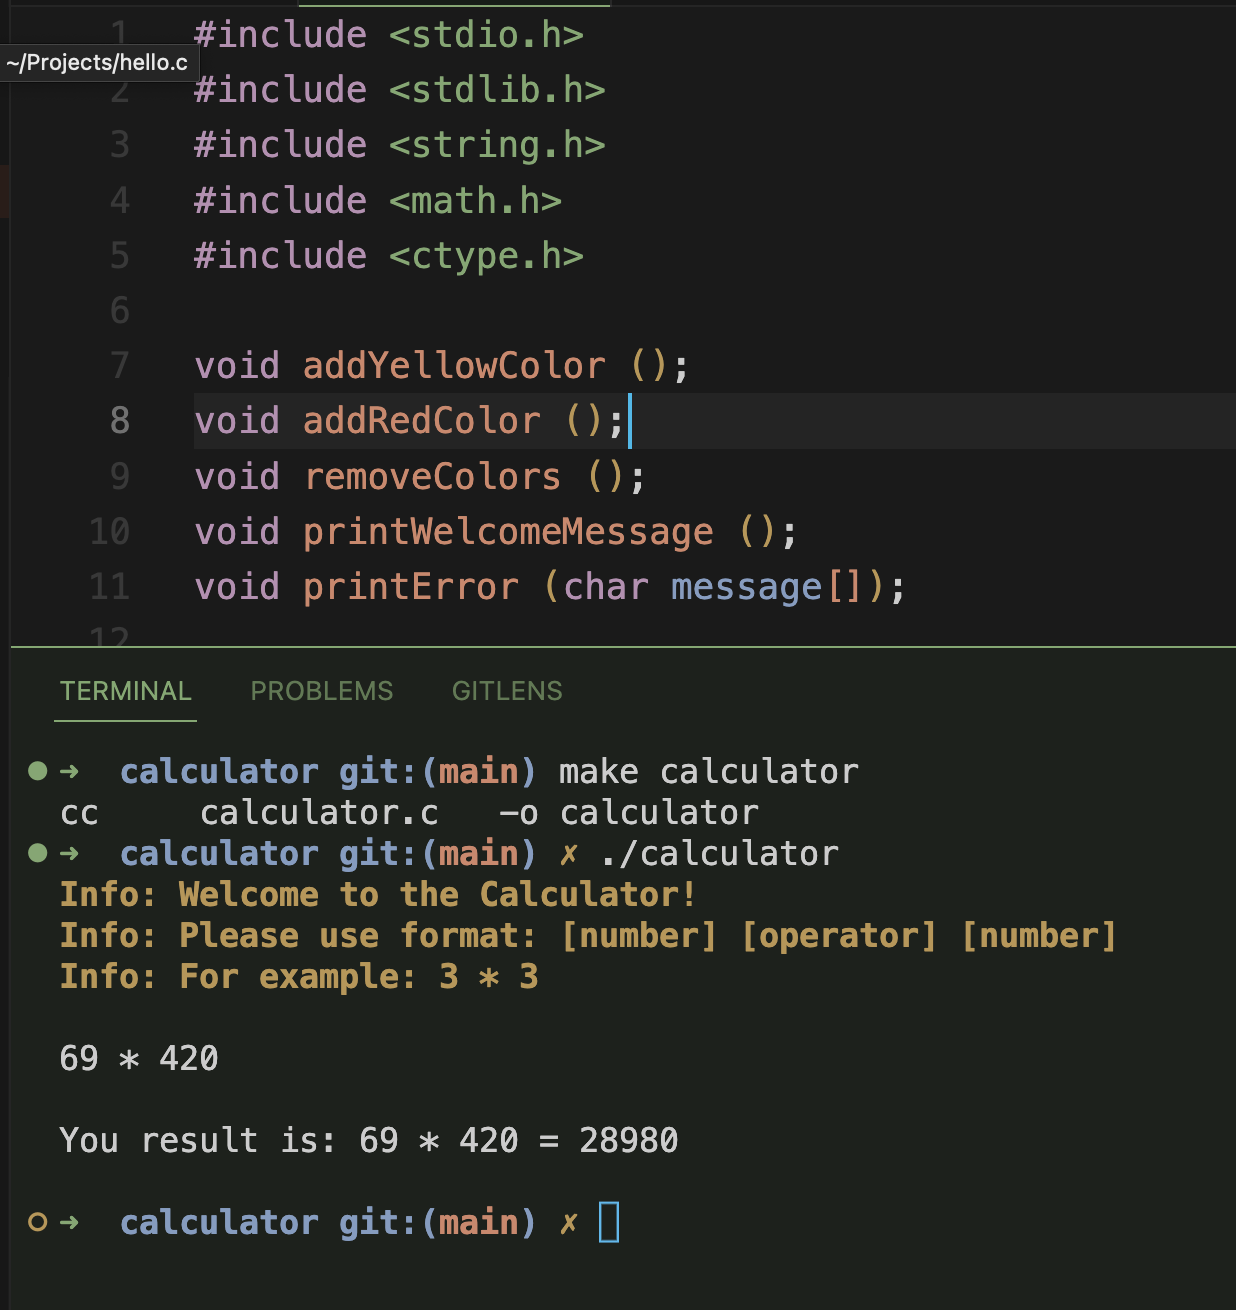 1 #include <stdio.h>
~/Projects/hello.c
2 #include <stdlib.h>
3 #include <string.h>
4 #include <math.h>
5 #include <ctype.h>
6
7 void addYellowColor ();
8 void addRedColor ();
9 void removeColors ();
10 void printWelcomeMessage ();
11 void printError (char message[]);
12
TERMINAL PROBLEMS GITLENS
➜ calculator git:(main) make calculator
cc calculator.c -o calculator
➜ calculator git:(main) ✗ ./calculator
Info: Welcome to the Calculator!
Info: Please use format: [number] [operator] [number]
Info: For example: 3 * 3
69 * 420
You result is: 69 * 420 = 28980
➜ calculator git:(main) ✗